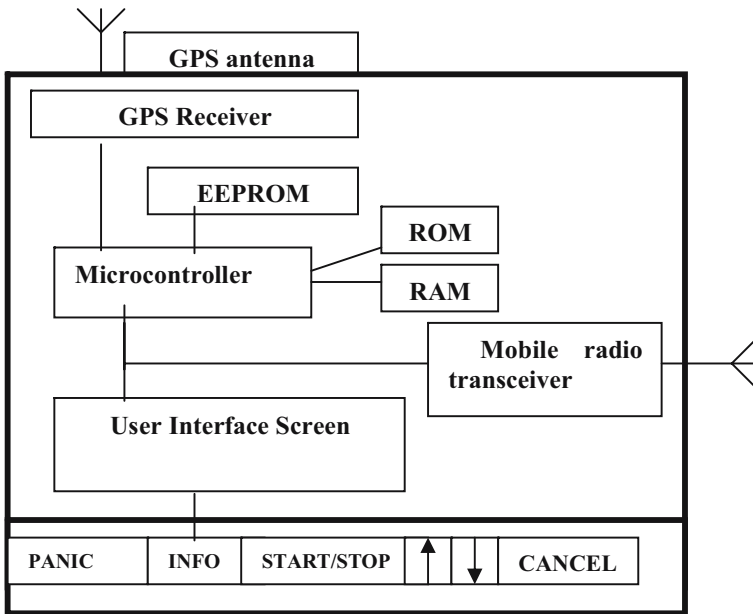 GPS antenna
GPS Receiver
EEPROM
ROM
Microcontroller
RAM
Mobile radio
transceiver
User Interface Screen
PANIC INFO START/STOP CANCEL